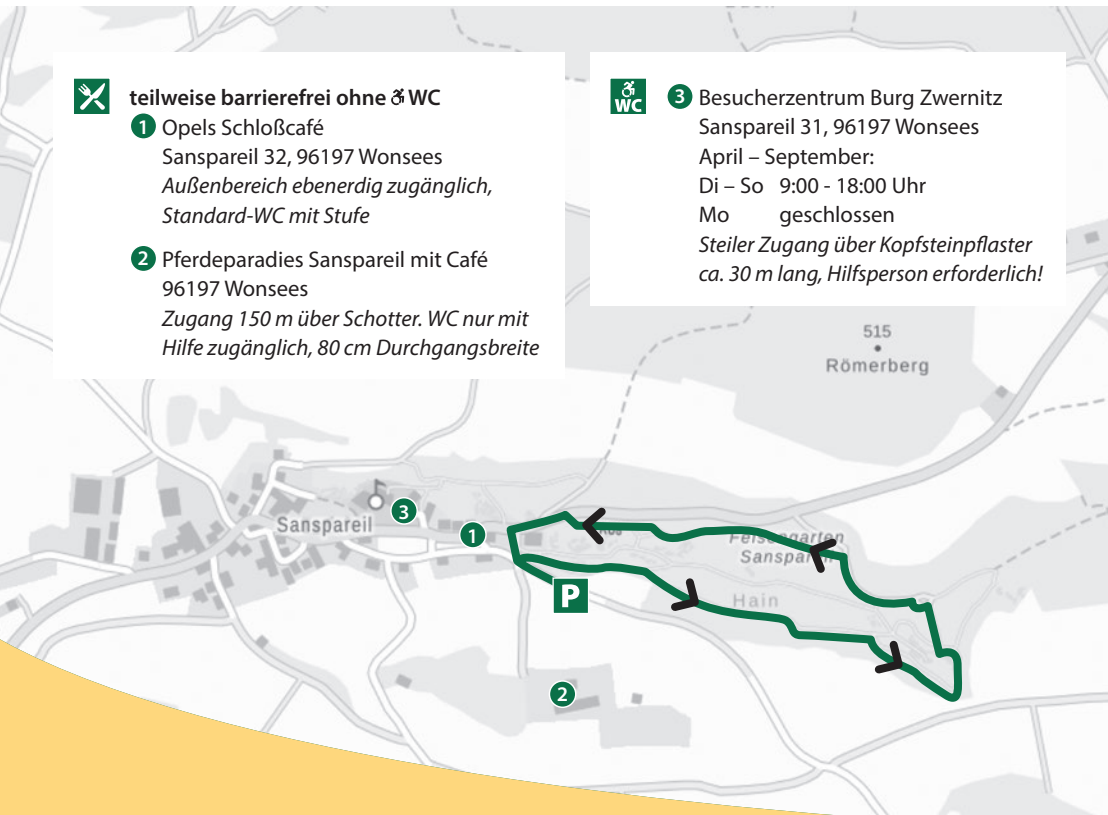 teilweise barrierefrei ohne WC
1 Opels Schloßcafé
Sanspareil 32, 96197 Wonsees
Außenbereich ebenerdig zugänglich,
Standard-WC mit Stufe
2 Pferdeparadies Sanspareil mit Café
96197 Wonsees
Zugang 150 m über Schotter. WC nur mit
Hilfe zugänglich, 80 cm Durchgangsbreite
WC
3 Besucherzentrum Burg Zwernitz
Sanspareil 31, 96197 Wonsees
April – September:
Di – So 9:00 - 18:00 Uhr
Mo geschlossen
Steiler Zugang über Kopfsteinpflaster
ca. 30 m lang, Hilfsperson erforderlich!
515
Römerberg
Sanspareil
3
1
Felsengarten
Sanspareil
P
Hain
2